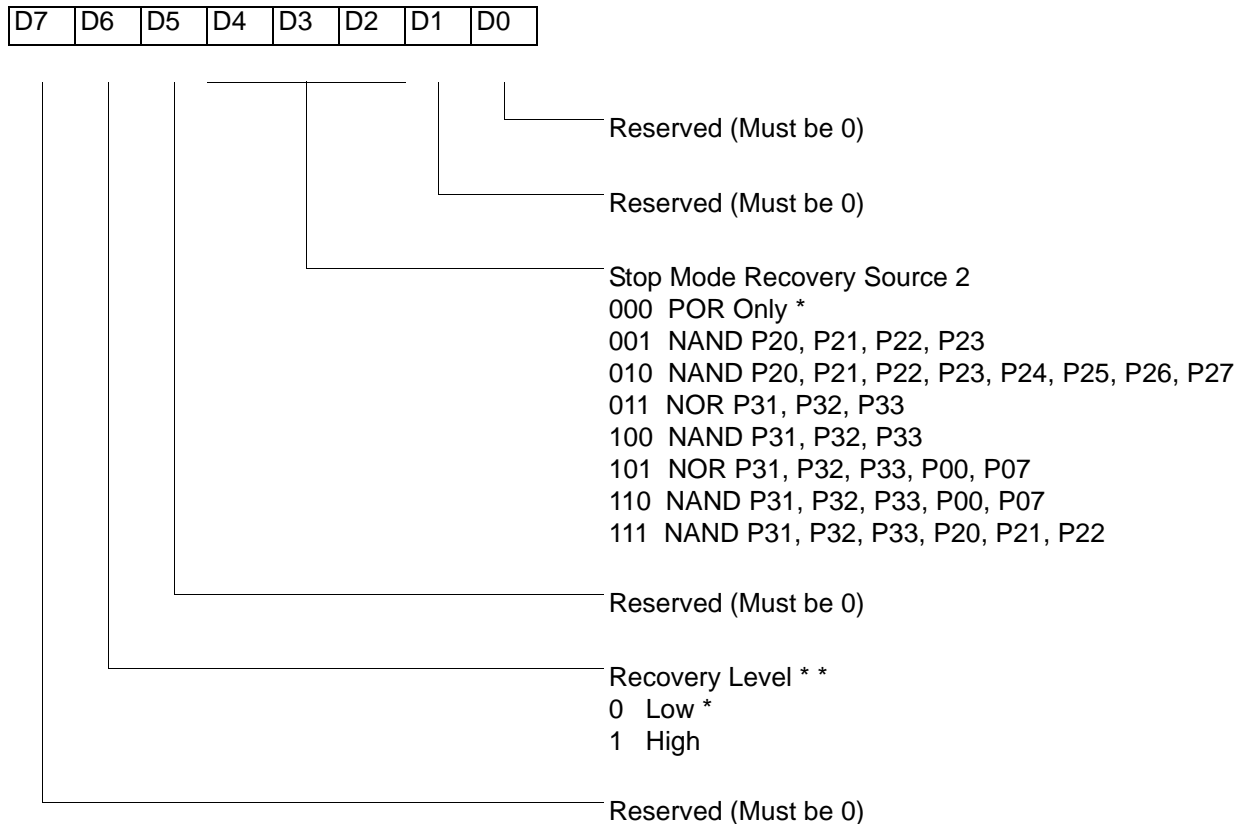 D7 D6 D5 D4 D3 D2 D1 D0
Reserved (Must be 0)
Reserved (Must be 0)
Stop Mode Recovery Source 2
000 POR Only *
001 NAND P20, P21, P22, P23
010 NAND P20, P21, P22, P23, P24, P25, P26, P27
011 NOR P31, P32, P33
100 NAND P31, P32, P33
101 NOR P31, P32, P33, P00, P07
110 NAND P31, P32, P33, P00, P07
111 NAND P31, P32, P33, P20, P21, P22
Reserved (Must be 0)
Recovery Level * *
0 Low *
1 High
Reserved (Must be 0)